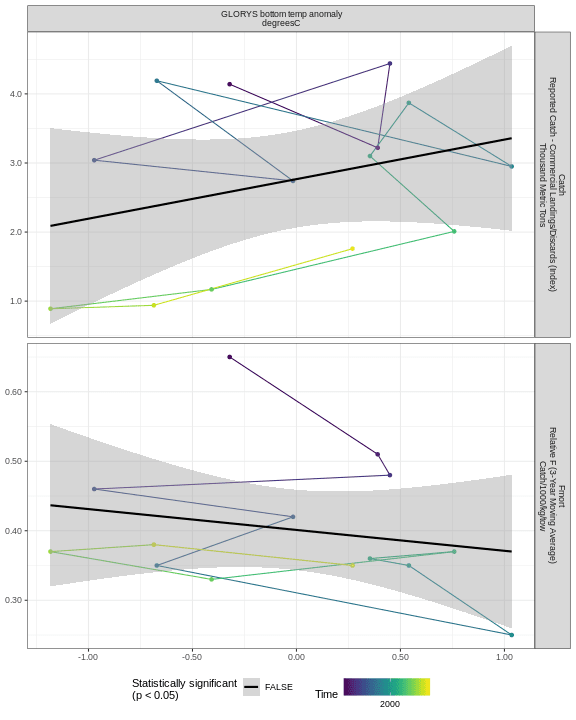 GLORYS bottom temp anomaly
degreesC
4.0
3.0
2.0
1.0
Catch
Reported Catch - Commercial Landings/Discards (Index)
Thousand Metric Tons
0.60
0.50
0.40
0.30
Fmort
Relative F (3-Year Moving Average)
Catch/1000/kg/tow
-1.00
-0.50
0.00
0.50
1.00
Statistically significant
(p < 0.05)
FALSE
Time
2000